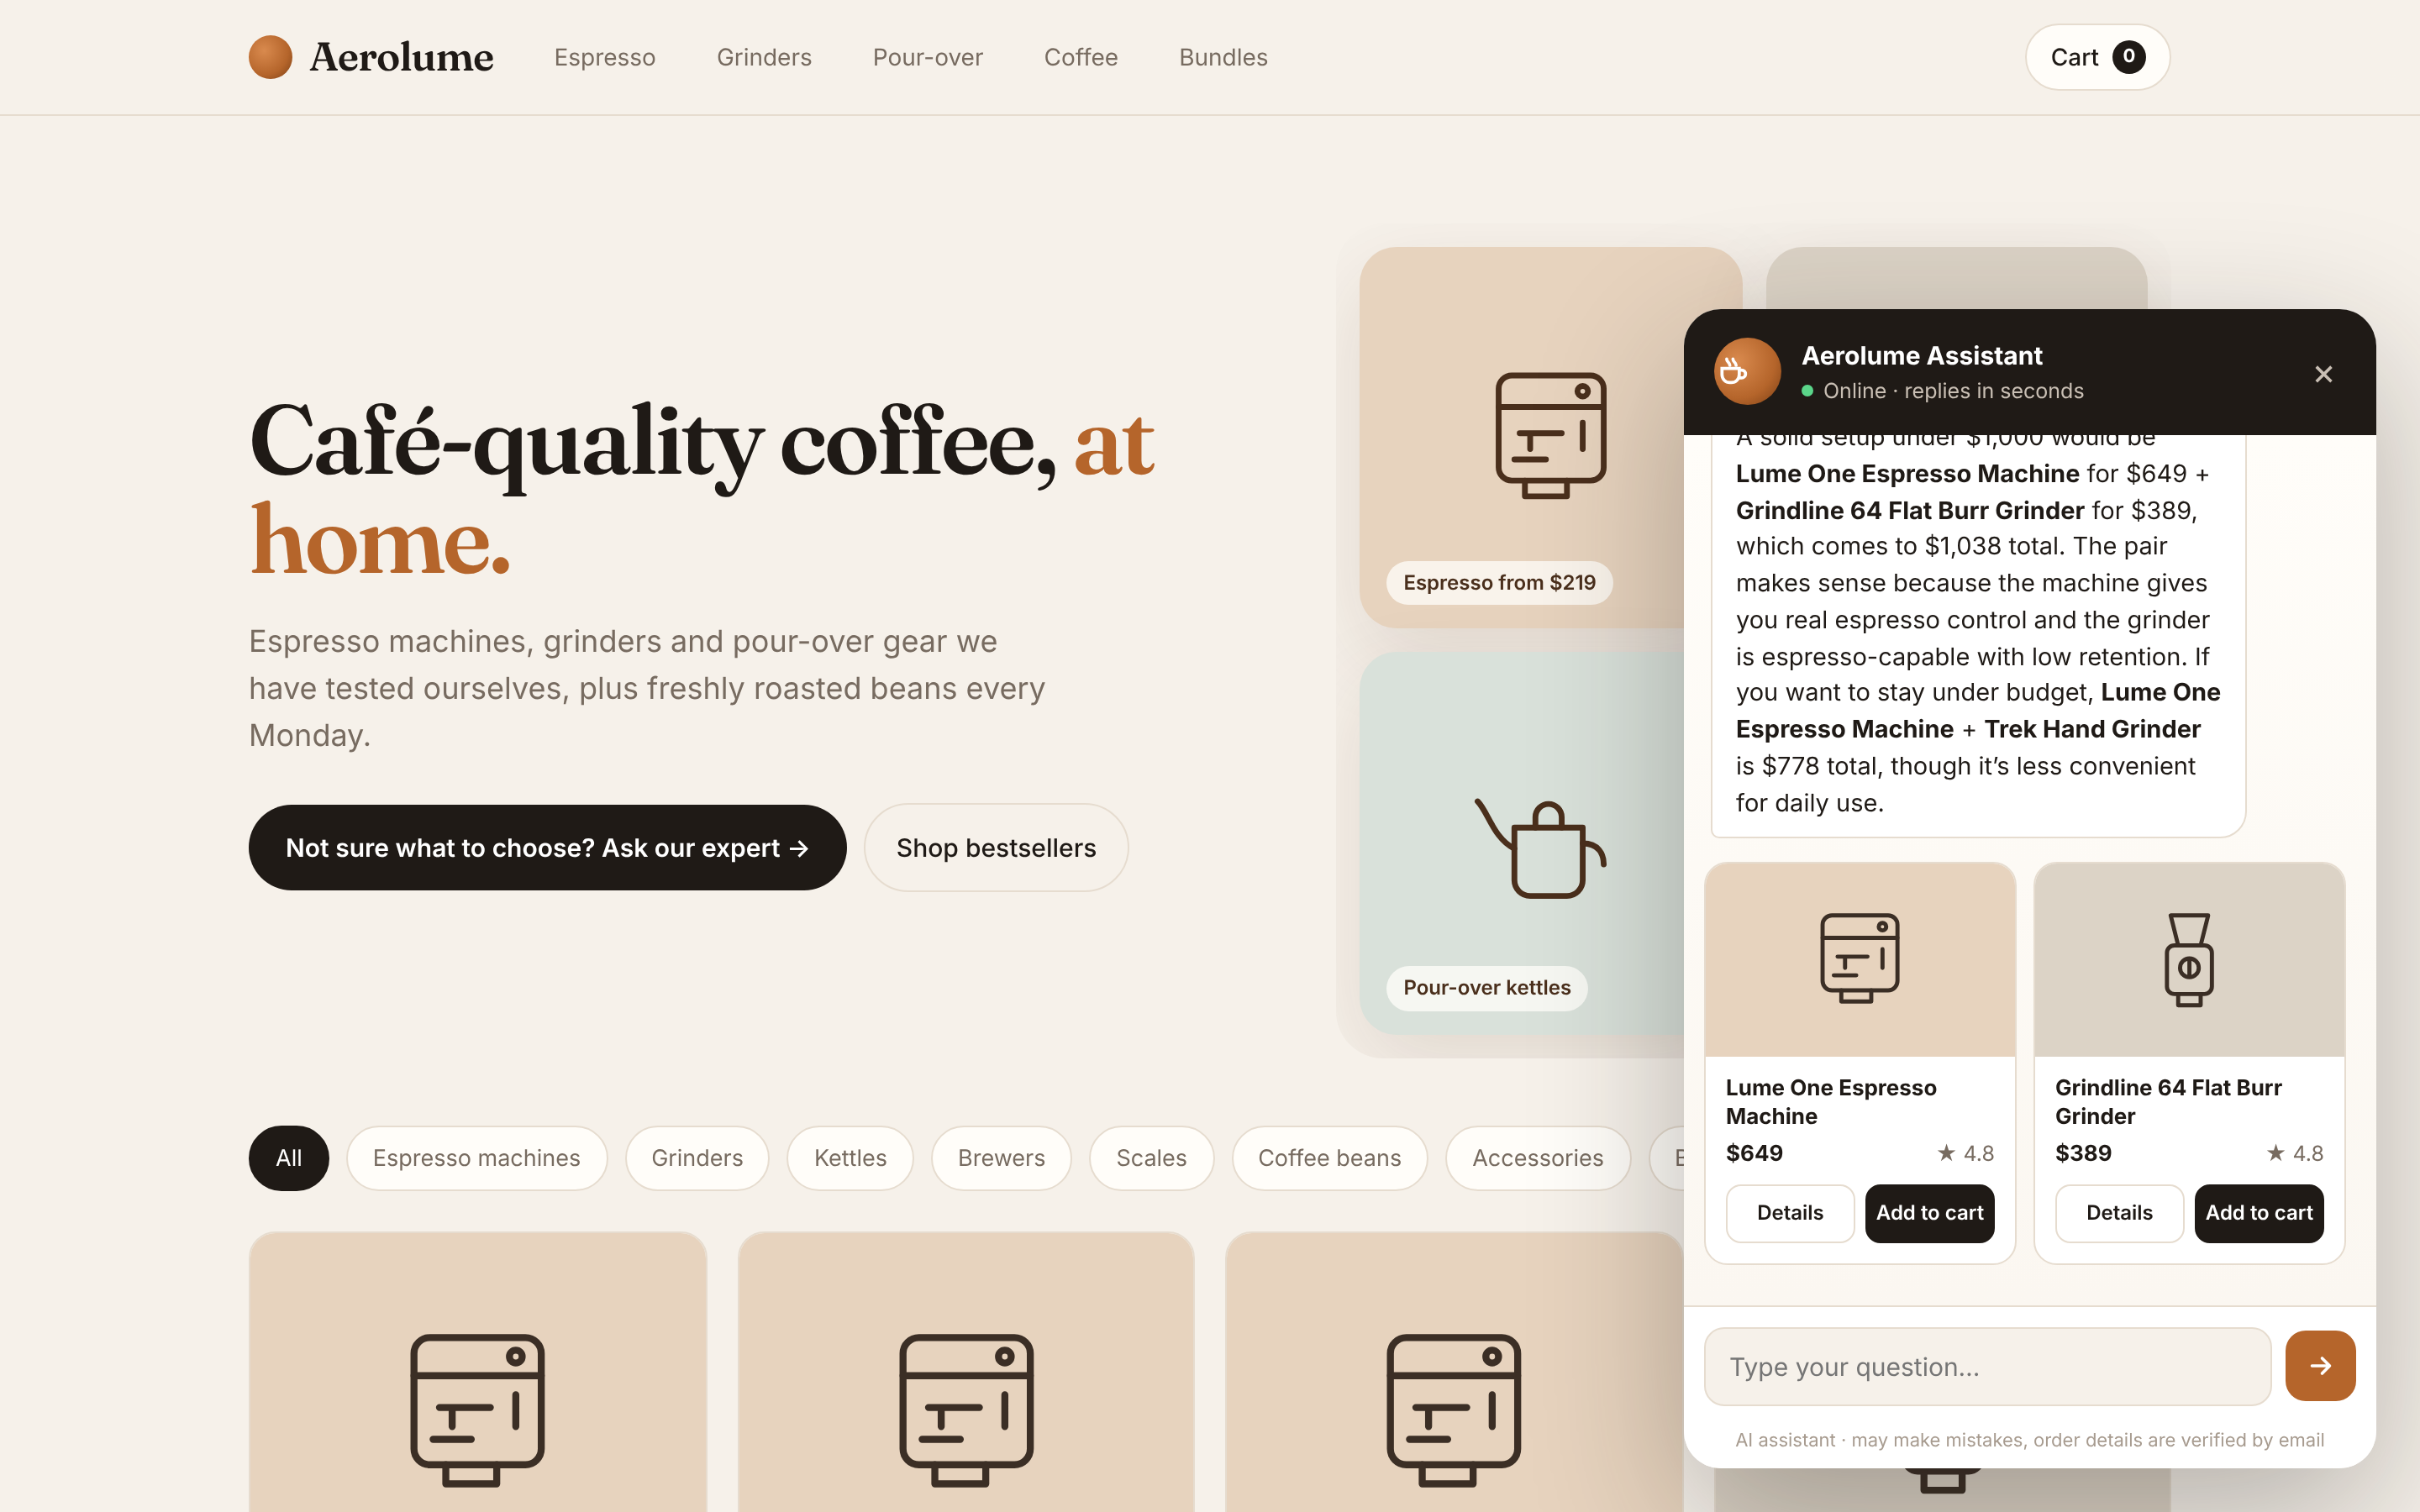 Aerolume
Espresso
Grinders
Pour-over
Coffee
Bundles
Cart 0
Café-quality coffee, at
home.
Espresso machines, grinders and pour-over gear we
have tested ourselves, plus freshly roasted beans every
Monday.
Not sure what to choose? Ask our expert →
Shop bestsellers
Espresso from $219
Pour-over kettles
All
Espresso machines
Grinders
Kettles
Brewers
Scales
Coffee beans
Accessories
Aerolume Assistant
Online · replies in seconds
A solid setup under $1,000 would be
Lume One Espresso Machine for $649 +
Grindline 64 Flat Burr Grinder for $389,
which comes to $1,038 total. The pair
makes sense because the machine gives
you real espresso control and the grinder
is espresso-capable with low retention. If
you want to stay under budget, Lume One
Espresso Machine + Trek Hand Grinder
is $778 total, though it’s less convenient
for daily use.
Lume One Espresso
Machine
$649 ★ 4.8
Details
Add to cart
Grindline 64 Flat Burr
Grinder
$389 ★ 4.8
Details
Add to cart
Type your question...
AI assistant · may make mistakes, order details are verified by email